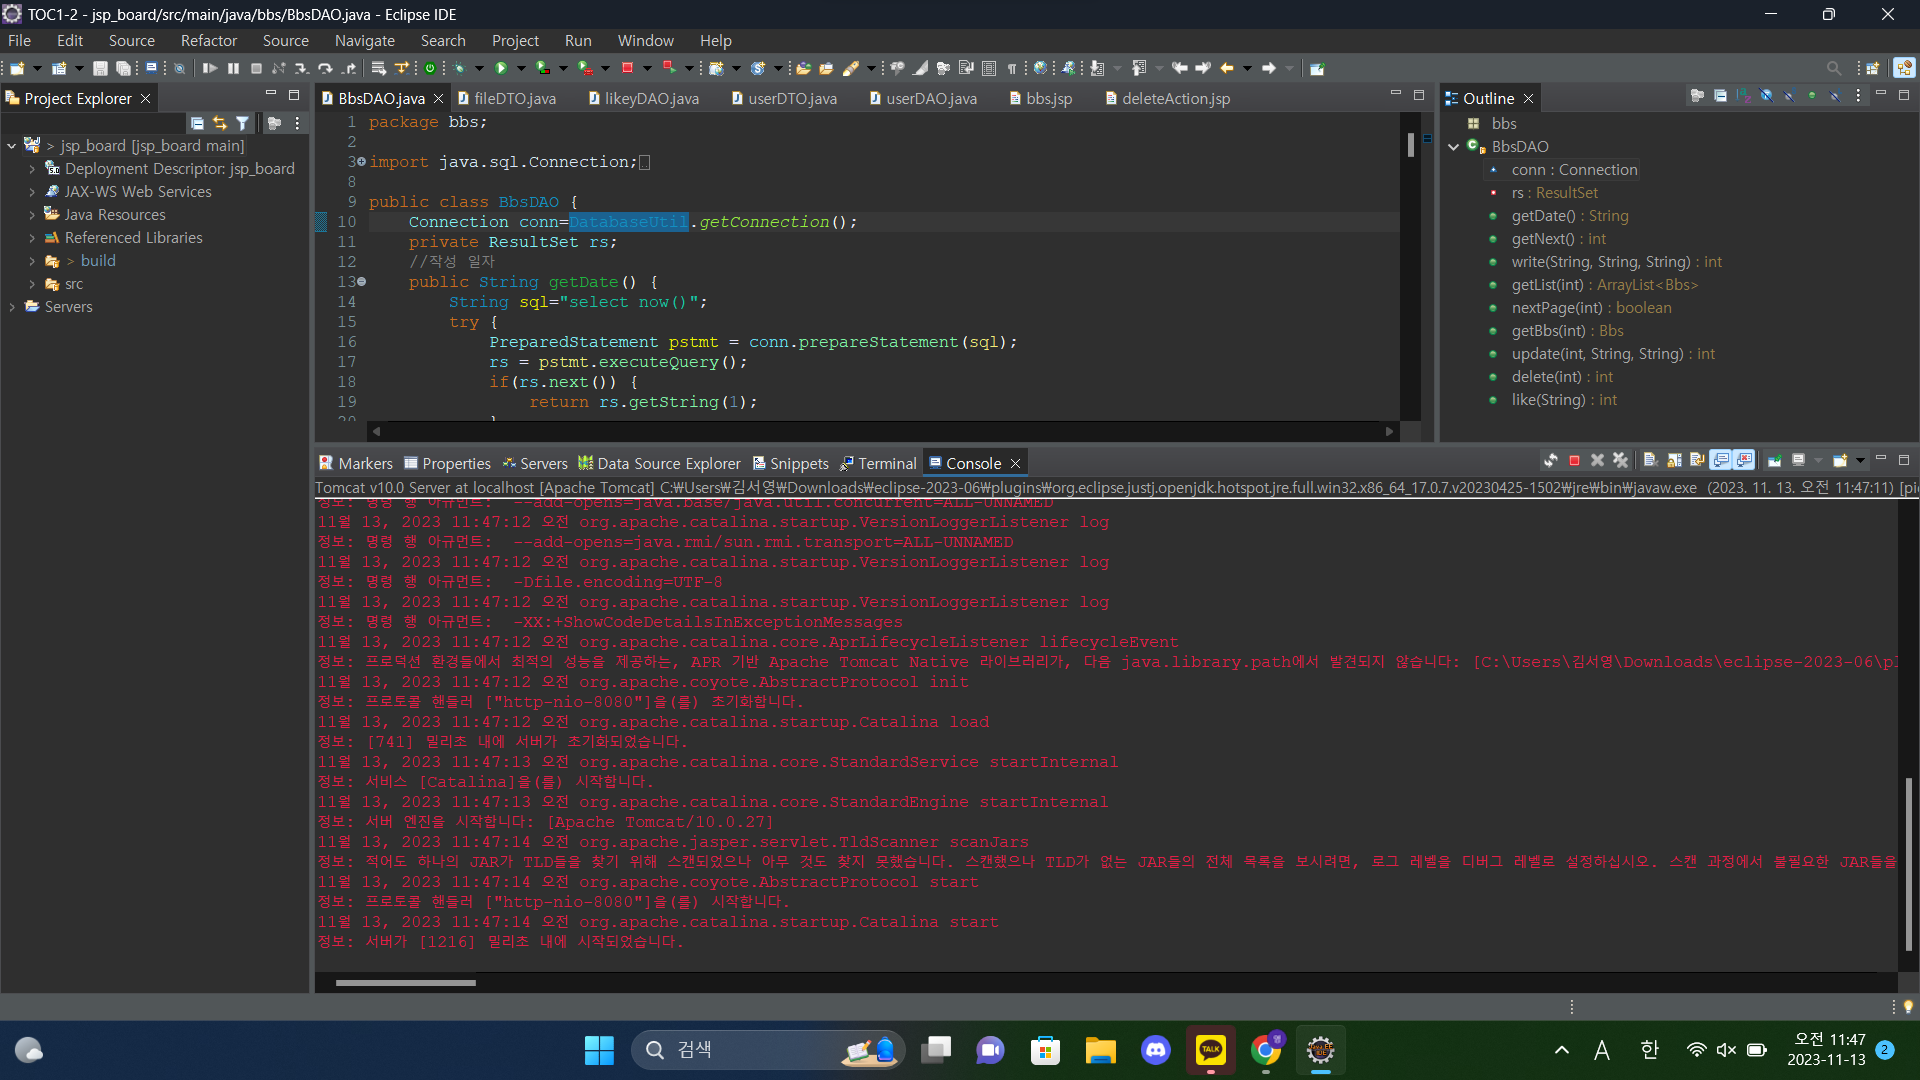 TOC1-2 - jsp_board/src/main/java/bbs/BbsDAO.java - Eclipse IDE
File Edit Source Refactor Source Navigate Search Project Run Window Help
Project Explorer
> jsp_board [jsp_board main]
Deployment Descriptor: jsp_board
JAX-WS Web Services
Java Resources
Referenced Libraries
> build
src
Servers
BbsDAO.java fileDTO.java likeyDAO.java userDTO.java userDAO.java bbs.jsp deleteAction.jsp
1 package bbs;
2
3 import java.sql.Connection;
8
9 public class BbsDAO {
10 Connection conn=DatabaseUtil.getConnection();
11 private ResultSet rs;
12 //작성 일자
13 public String getDate() {
14 String sql="select now()";
15 try {
16 PreparedStatement pstmt = conn.prepareStatement(sql);
17 rs = pstmt.executeQuery();
18 if(rs.next()) {
19 return rs.getString(1);
20 }
Outline
bbs
BbsDAO
conn : Connection
rs : ResultSet
getDate() : String
getNext() : int
write(String, String, String) : int
getList(int) : ArrayList<Bbs>
nextPage(int) : boolean
getBbs(int) : Bbs
update(int, String, String) : int
delete(int) : int
like(String) : int
Markers Properties Servers Data Source Explorer Snippets Terminal Console
Tomcat v10.0 Server at localhost [Apache Tomcat] C:₩Users₩김서영₩Downloads₩eclipse-2023-06₩plugins₩org.eclipse.justj.openjdk.hotspot.jre.full.win32.x86_64_17.0.7.v20230425-1502₩jre₩bin₩javaw.exe (2023. 11. 13. 오전 11:47:11) [pi
정보: 명령 행 아규먼트: --add-opens=java.base/java.util.concurrent=ALL-UNNAMED
11월 13, 2023 11:47:12 오전 org.apache.catalina.startup.VersionLoggerListener log
정보: 명령 행 아규먼트: --add-opens=java.rmi/sun.rmi.transport=ALL-UNNAMED
11월 13, 2023 11:47:12 오전 org.apache.catalina.startup.VersionLoggerListener log
정보: 명령 행 아규먼트: -Dfile.encoding=UTF-8
11월 13, 2023 11:47:12 오전 org.apache.catalina.startup.VersionLoggerListener log
정보: 명령 행 아규먼트: -XX:+ShowCodeDetailsInExceptionMessages
11월 13, 2023 11:47:12 오전 org.apache.catalina.core.AprLifecycleListener lifecycleEvent
정보: 프로덕션 환경들에서 최적의 성능을 제공하는, APR 기반 Apache Tomcat Native 라이브러리가, 다음 java.library.path에서 발견되지 않습니다: [C:\Users\김서영\Downloads\eclipse-2023-06\pl
11월 13, 2023 11:47:12 오전 org.apache.coyote.AbstractProtocol init
정보: 프로토콜 핸들러 ["http-nio-8080"]을(를) 초기화합니다.
11월 13, 2023 11:47:12 오전 org.apache.catalina.startup.Catalina load
정보: [741] 밀리초 내에 서버가 초기화되었습니다.
11월 13, 2023 11:47:13 오전 org.apache.catalina.core.StandardService startInternal
정보: 서비스 [Catalina]을(를) 시작합니다.
11월 13, 2023 11:47:13 오전 org.apache.catalina.core.StandardEngine startInternal
정보: 서버 엔진을 시작합니다: [Apache Tomcat/10.0.27]
11월 13, 2023 11:47:14 오전 org.apache.jasper.servlet.TldScanner scanJars
정보: 적어도 하나의 JAR가 TLD들을 찾기 위해 스캔되었으나 아무 것도 찾지 못했습니다. 스캔했으나 TLD가 없는 JAR들의 전체 목록을 보시려면, 로그 레벨을 디버그 레벨로 설정하십시오. 스캔 과정에서 불필요한 JAR들을
11월 13, 2023 11:47:14 오전 org.apache.coyote.AbstractProtocol start
정보: 프로토콜 핸들러 ["http-nio-8080"]을(를) 시작합니다.
11월 13, 2023 11:47:14 오전 org.apache.catalina.startup.Catalina start
정보: 서버가 [1216] 밀리초 내에 시작되었습니다.
검색
TALK
A 한
오전 11:47
2023-11-13
2